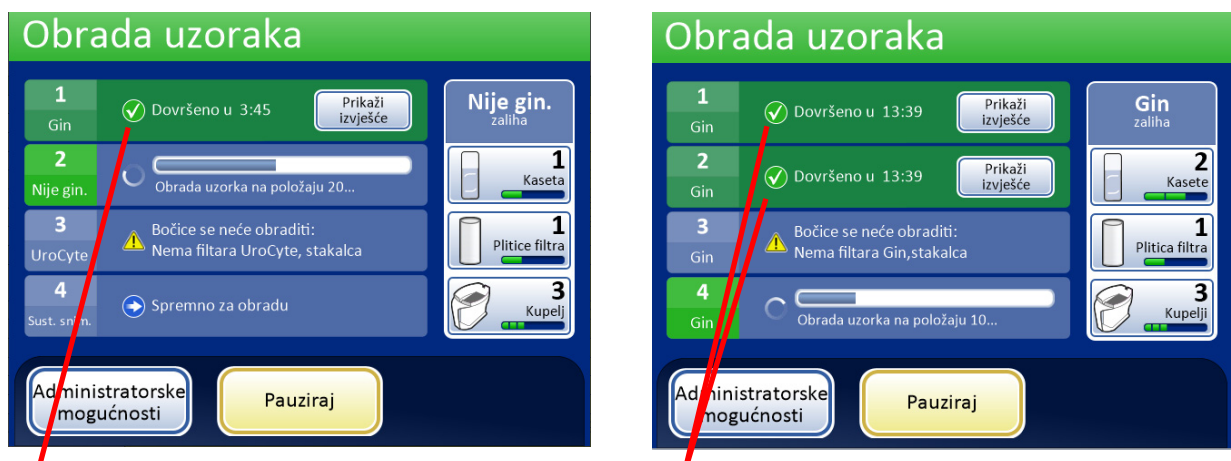 Obrada uzoraka
1
Gin
Dovršeno u 3:45
Prikaži
izvješće
2
Nije gin.
Obrada uzorka na položaju 20...
3
UroCyte
Bočice se neće obraditi:
Nema filtara UroCyte, stakalca
4
Sust. snim.
Spremno za obradu
Nije gin.
zaliha
1
Kaseta
1
Plitice filtra
3
Kupelj
Administratorske
mogućnosti
Pauziraj
Obrada uzoraka
1
Gin
Dovršeno u 13:39
Prikaži
izvješće
2
Gin
Dovršeno u 13:39
Prikaži
izvješće
3
Gin
Bočice se neće obraditi:
Nema filtara Gin,stakalca
4
Gin
Obrada uzorka na položaju 10...
Gin
zaliha
2
Kasete
1
Plitica filtra
3
Kupelji
Administratorske
mogućnosti
Pauziraj